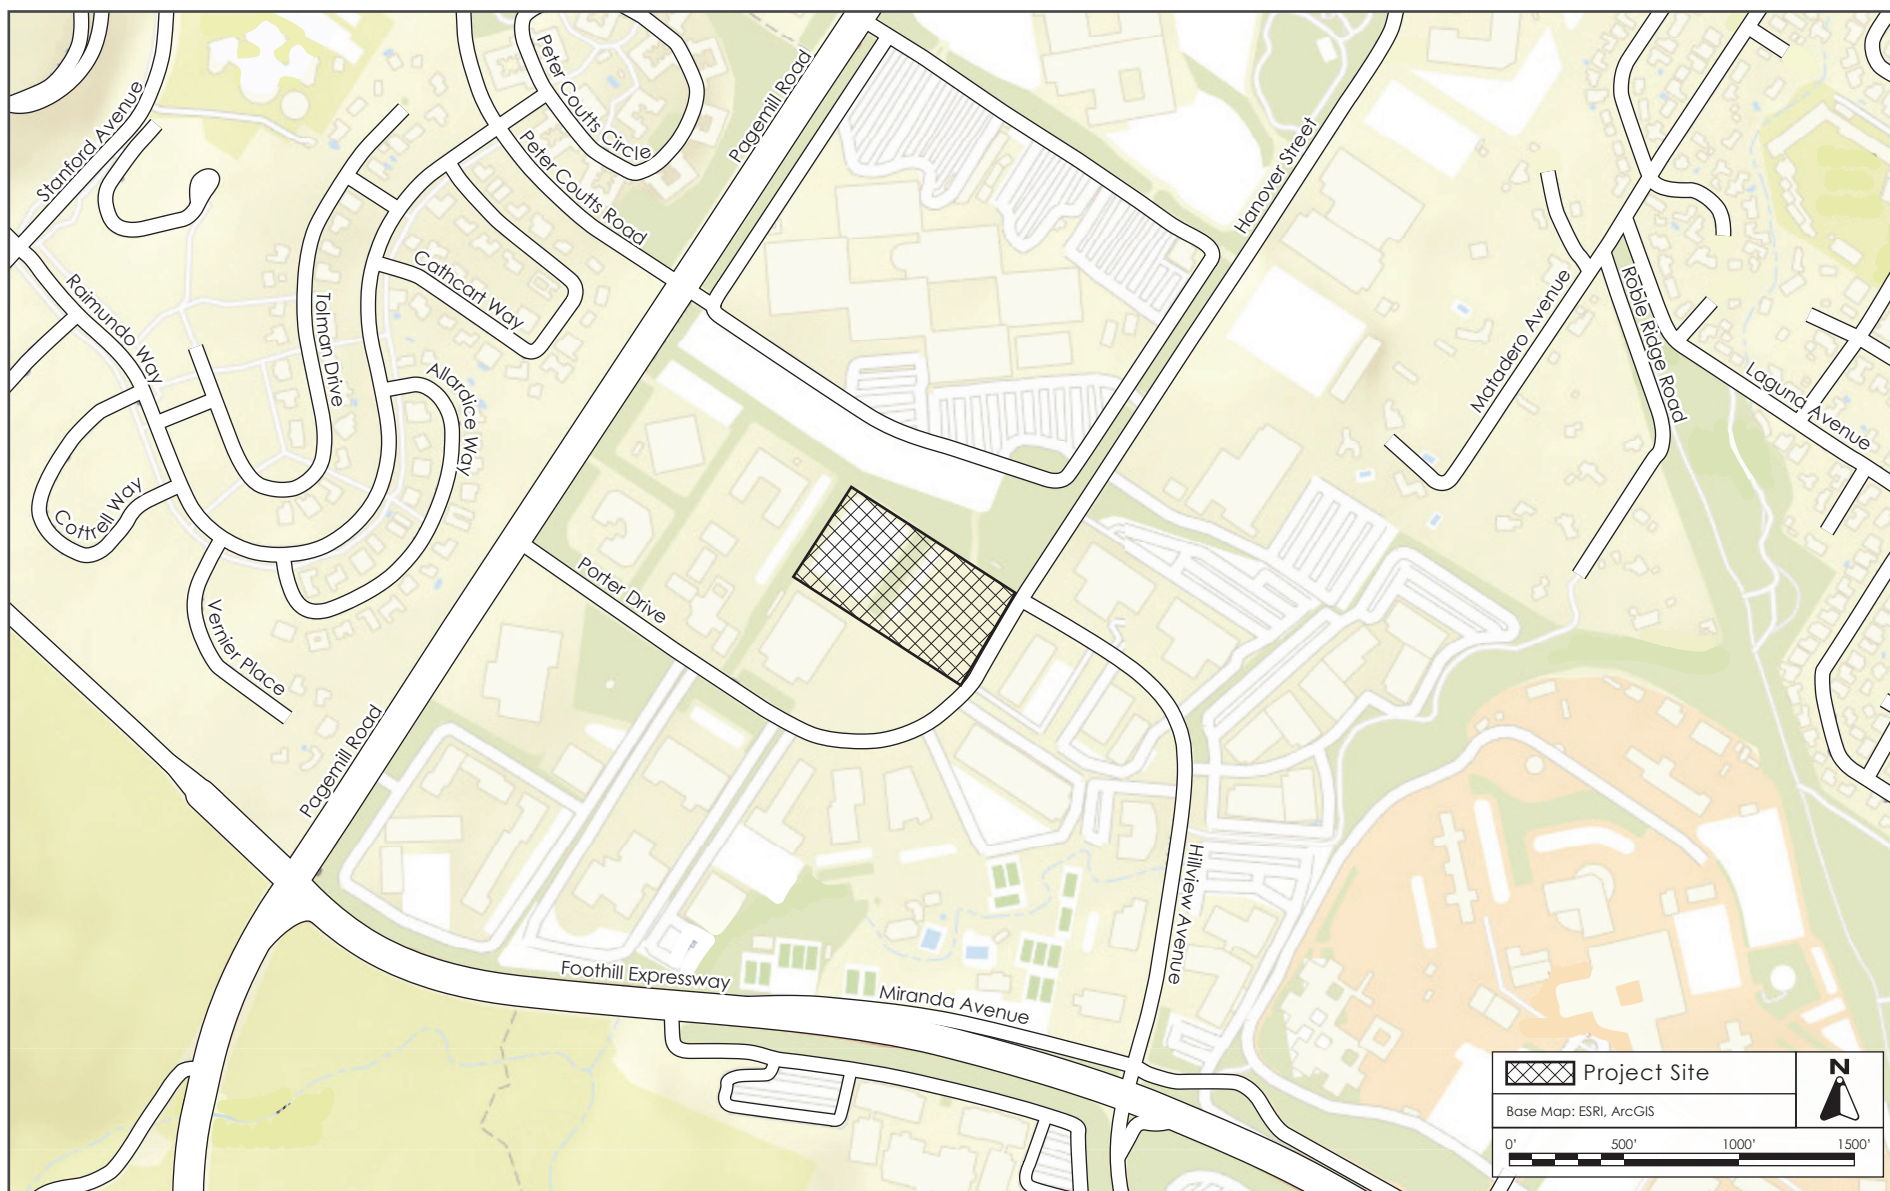 Peter Coutts Circle
Pagemill Road
Stanford Avenue
Hanover Street
Peter Coutts Road
Cathcart Way
Raimundo Way
Tolman Drive
Matadero Avenue
Roble Ridge Road
Allardice Way
Laguna Avenue
Cottrell Way
Porter Drive
Vernier Place
Pagemill Road
Hillview Avenue
Foothill Expressway
Miranda Avenue
Project Site
N
Base Map: ESRI, ArcGIS
0' 500' 1000' 1500'